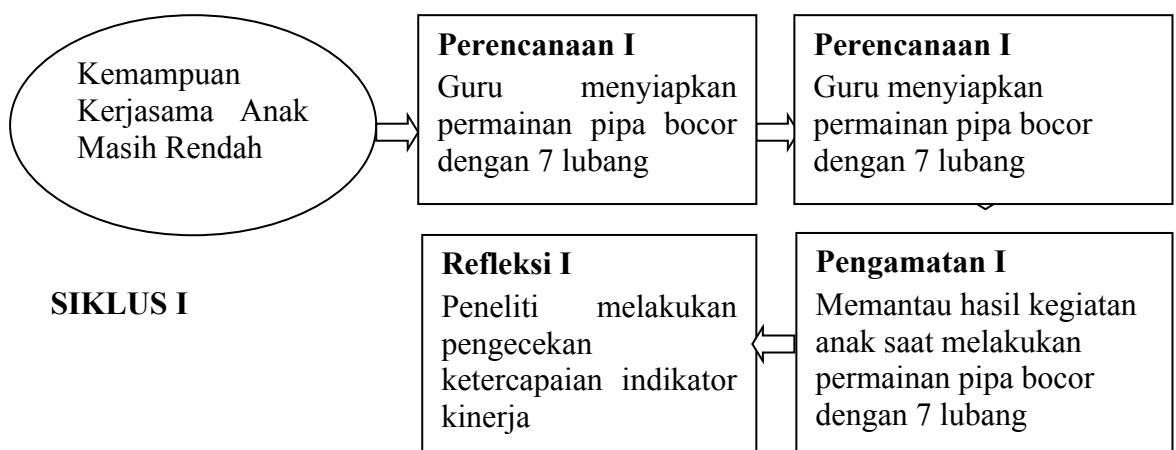 Kemampuan
Kerjasama Anak
Masih Rendah
Perencanaan I
Guru menyiapkan
permainan pipa bocor
dengan 7 lubang
Perencanaan I
Guru menyiapkan
permainan pipa bocor
dengan 7 lubang
SIKLUS I
Refleksi I
Peneliti melakukan
pengecekan
ketercapaian indikator
kinerja
Pengamatan I
Memantau hasil kegiatan
anak saat melakukan
permainan pipa bocor
dengan 7 lubang